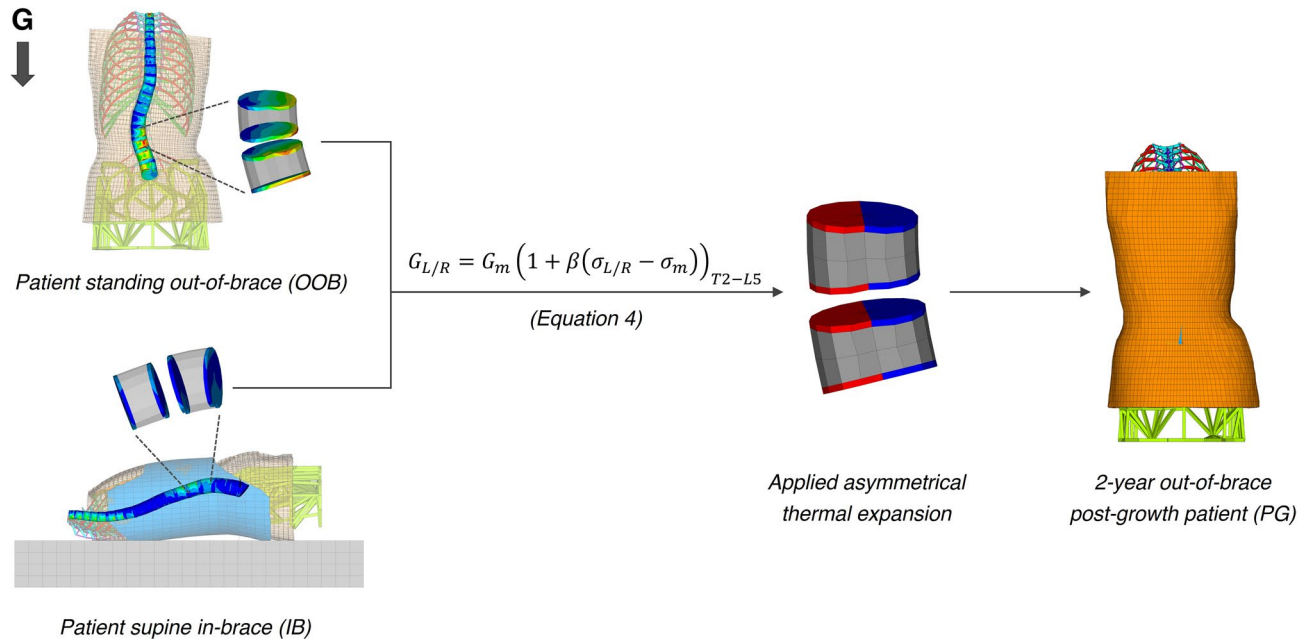 G
Patient standing out-of-brace (OOB)
G_{L/R} = G_m (1 + β(σ_{L/R} − σ_m))_{T2−L5}
(Equation 4)
Patient supine in-brace (IB)
Applied asymmetrical
thermal expansion
2-year out-of-brace
post-growth patient (PG)